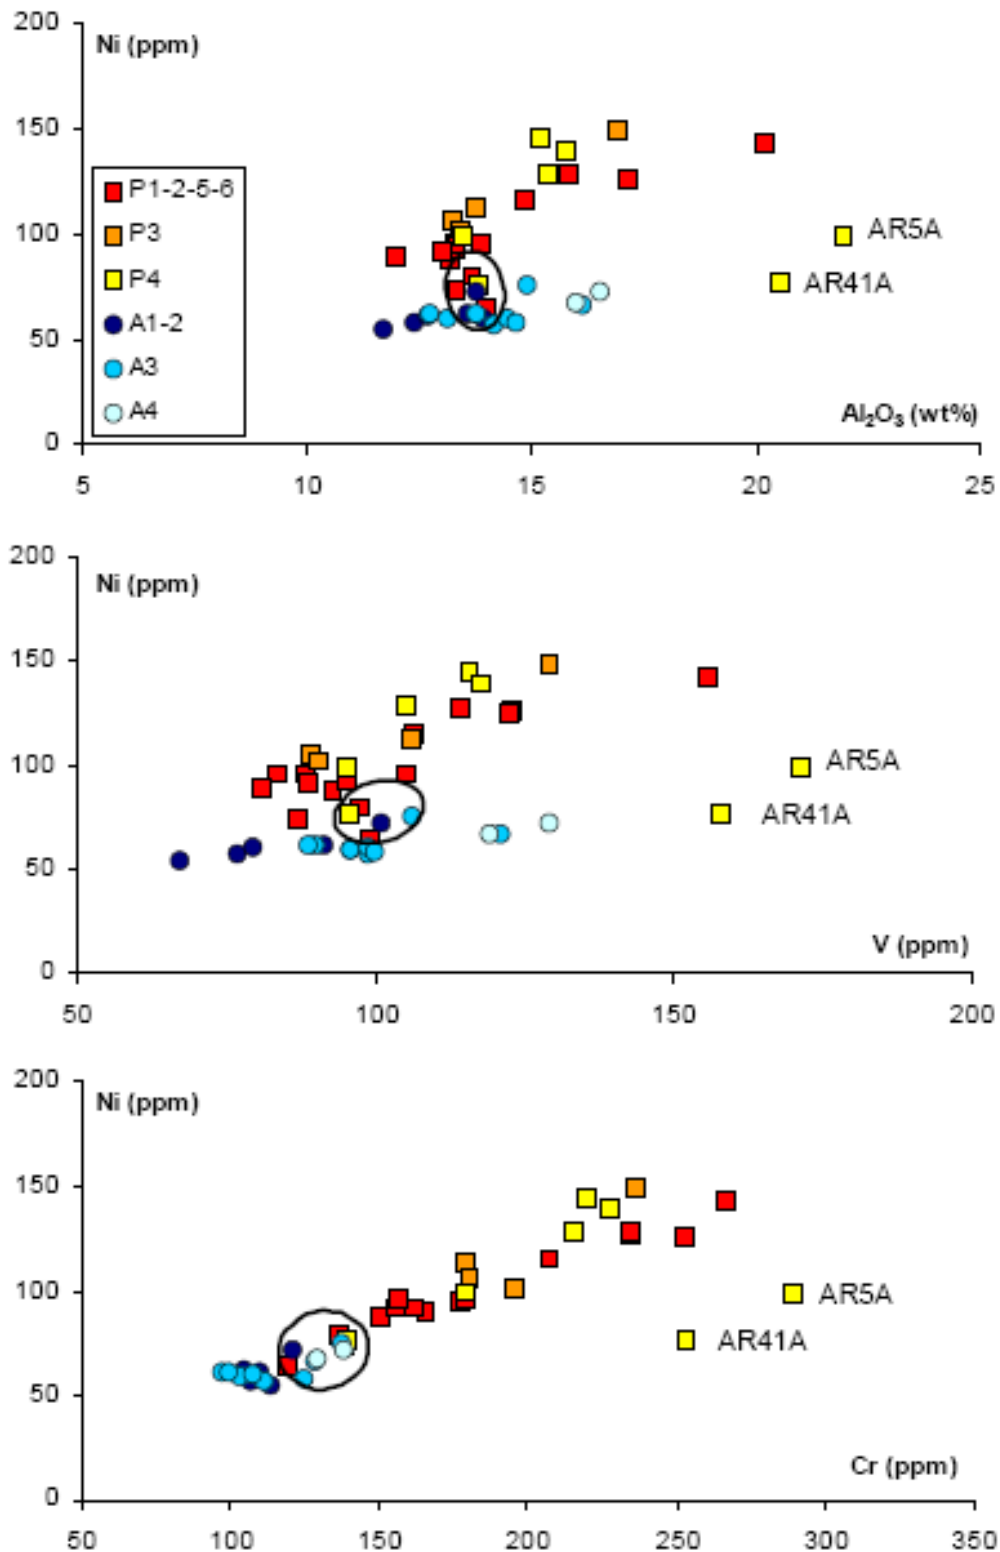 200
Ni (ppm)
150
100
50
0
P1-2-5-6
P3
P4
A1-2
A3
A4
AR5A
AR41A
Al₂O₃ (wt%)
5 10 15 20 25
200
Ni (ppm)
150
100
50
0
AR5A
AR41A
V (ppm)
50 100 150 200
200
Ni (ppm)
150
100
50
0
AR5A
AR41A
Cr (ppm)
50 100 150 200 250 300 350